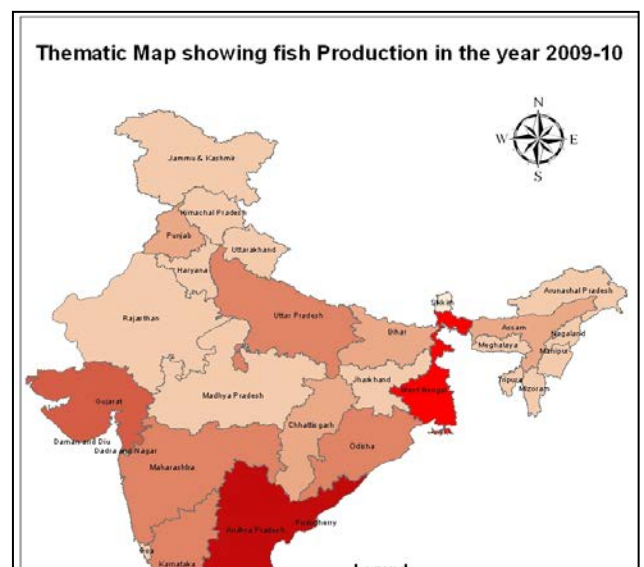 Thematic Map showing fish Production in the year 2009-10
N
W E
S
Jammu & Kashmir
Himachal Pradesh
Punjab
Uttarakhand
Haryana
Arunachal Pradesh
Sikkim
Rajasthan
Uttar Pradesh
Assam
Bihar
Nagaland
Meghalaya
Manipur
Jharkhand
Tripura
Mizoram
Madhya Pradesh
West Bengal
Gujarat
Chhattisgarh
Daman and Diu
Dadra and Nagar
Odisha
Maharashtra
Pondicherry
Andhra Pradesh
Goa
Karnataka